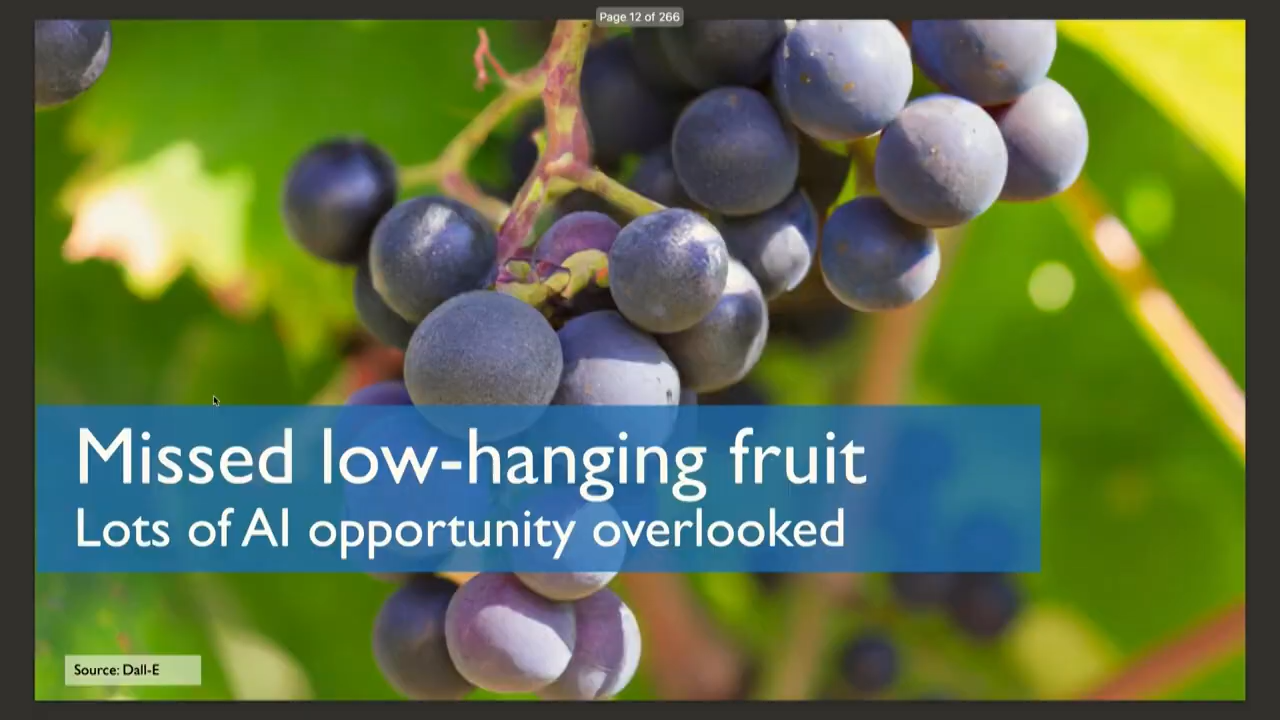 Page 12 of 266
Missed low-hanging fruit
Lots of AI opportunity overlooked
Source: Dall-E